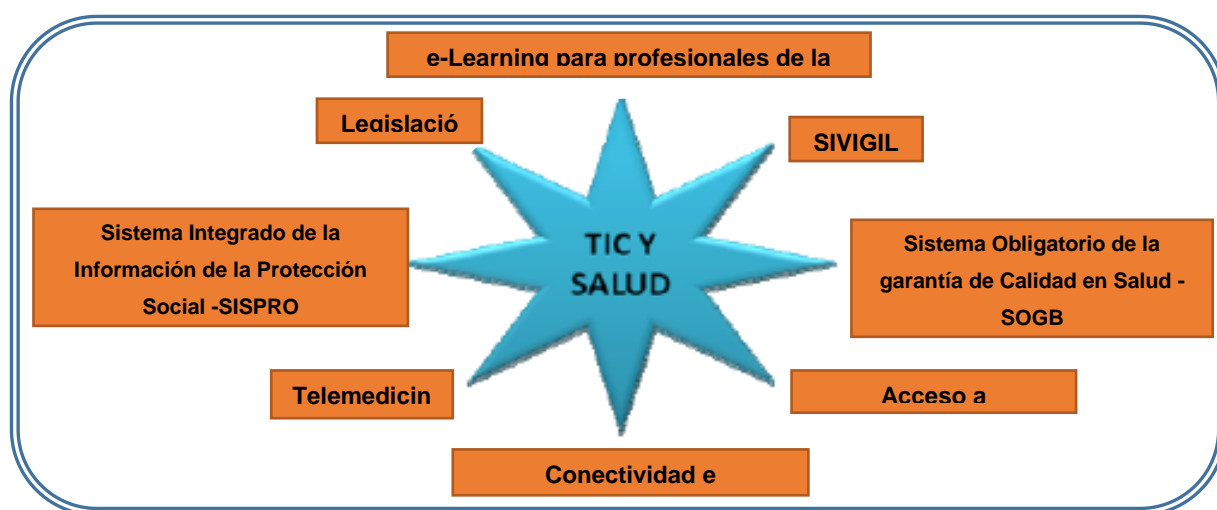 e-Learning para profesionales de la
Legislació
SIVIGIL
TIC Y
SALUD
Sistema Integrado de la
Información de la Protección
Social -SISPRO
Sistema Obligatorio de la
garantía de Calidad en Salud -
SOGB
Telemedicin
Acceso a
Conectividad e